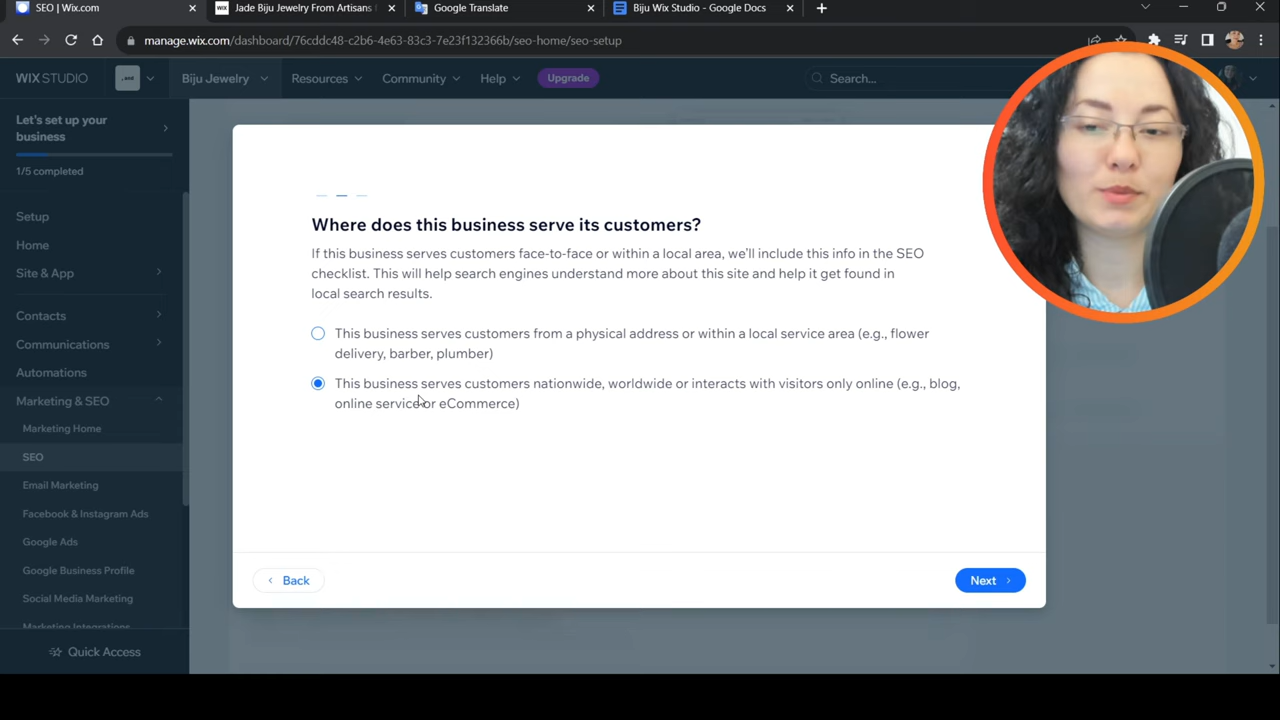 SEO | Wix.com
Jade Biju Jewelry From Artisans
Google Translate
Biju Wix Studio - Google Docs
manage.wix.com/dashboard/76cddc48-c2b6-4e63-83c3-7e23f132366b/seo-home/seo-setup
WIX STUDIO
Biju Jewelry
Resources
Community
Help
Upgrade
Search...
Let's set up your
business
1/5 completed
Setup
Home
Site & App
Contacts
Communications
Automations
Marketing & SEO
Marketing Home
SEO
Email Marketing
Facebook & Instagram Ads
Google Ads
Google Business Profile
Social Media Marketing
Marketing Integrations
Quick Access
Where does this business serve its customers?
If this business serves customers face-to-face or within a local area, we'll include this info in the SEO
checklist. This will help search engines understand more about this site and help it get found in
local search results.
This business serves customers from a physical address or within a local service area (e.g., flower
delivery, barber, plumber)
This business serves customers nationwide, worldwide or interacts with visitors only online (e.g., blog,
online service or eCommerce)
Back
Next